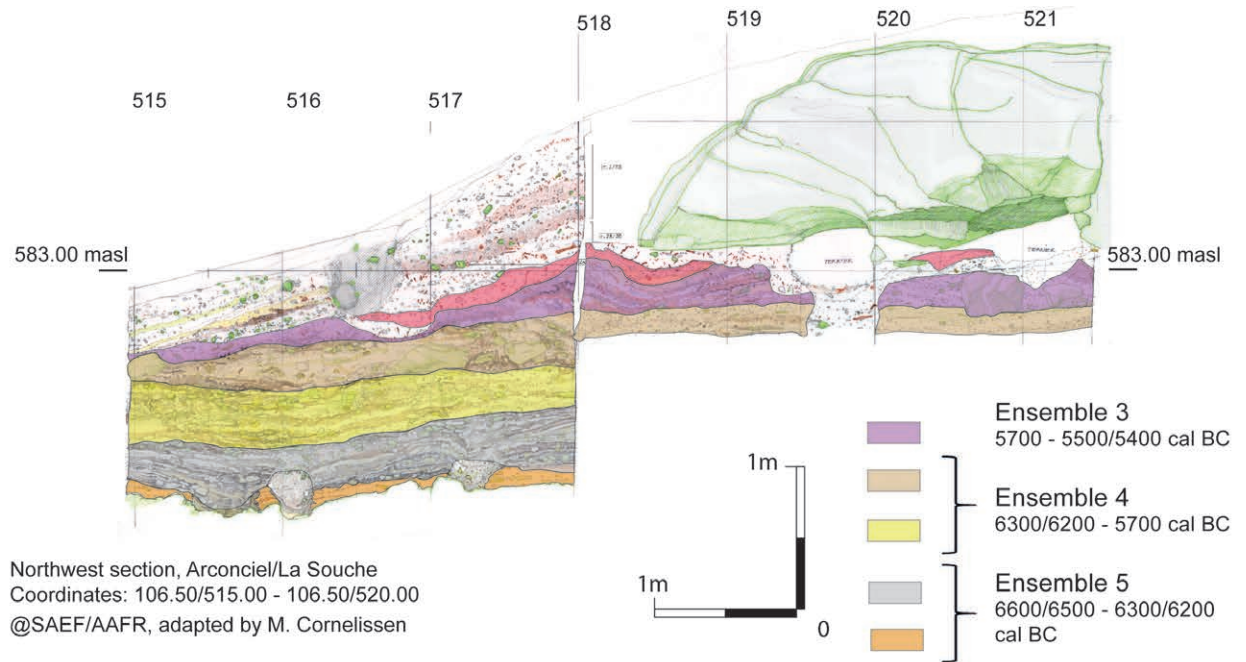 518
519
520
521
515
516
517
583.00 masl
583.00 masl
TERRIER
TERRIER
Ensemble 3
5700 - 5500/5400 cal BC
Ensemble 4
6300/6200 - 5700 cal BC
Ensemble 5
6600/6500 - 6300/6200
cal BC
1m
1m
0
Northwest section, Arconciel/La Souche
Coordinates: 106.50/515.00 - 106.50/520.00
@SAEF/AAFR, adapted by M. Cornelissen